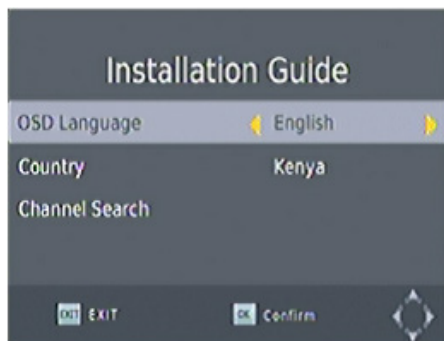 Installation Guide
OSD Language English
Country Kenya
Channel Search
EXIT EXIT OK Confirm